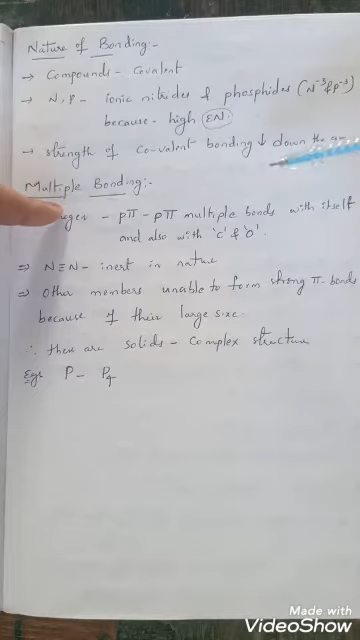 Nature of Bonding:-
→ Compounds - Covalent
→ N, P - ionic nitrides & phosphides (N⁻³ & P⁻³)
because - high EN.
→ strength of co-valent bonding ↓ down the
Multiple Bonding:-
- pπ - pπ multiple bonds with itself
and also with 'c' & 'o'.
⇒ N≡N - inert in nature
⇒ Other members unable to form strong π-bonds
because of their large size.
∴ there are solids - complex structure
Egs P - P₄
Made with
VideoShow